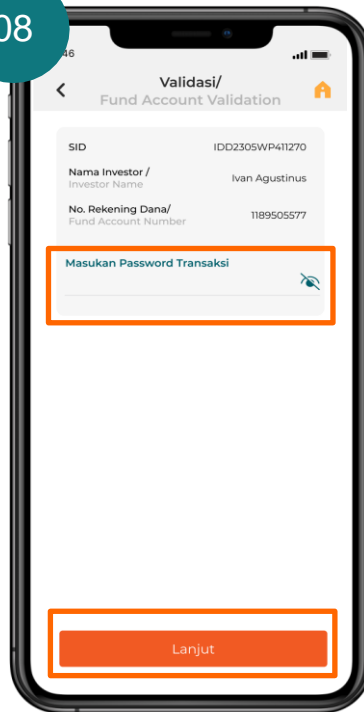 08
46
Validasi/
Fund Account Validation
SID IDD2305WP411270
Nama Investor / Ivan Agustinus
Investor Name
No. Rekening Dana/ 1189505577
Fund Account Number
Masukan Password Transaksi
Lanjut